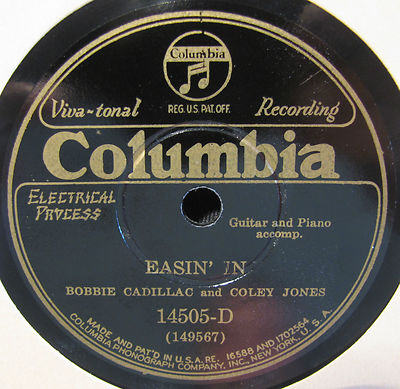 Columbia
Viva-tonal Recording
REG. U.S. PAT. OFF.
Columbia
ELECTRICAL
PROCESS
Guitar and Piano
accomp.
EASIN' IN
BOBBIE CADILLAC and COLEY JONES
14505-D
(149567)
MADE AND PAT'D IN U.S.A. RE. 16588 AND 1702564
COLUMBIA PHONOGRAPH COMPANY, INC., NEW YORK, U. S. A.